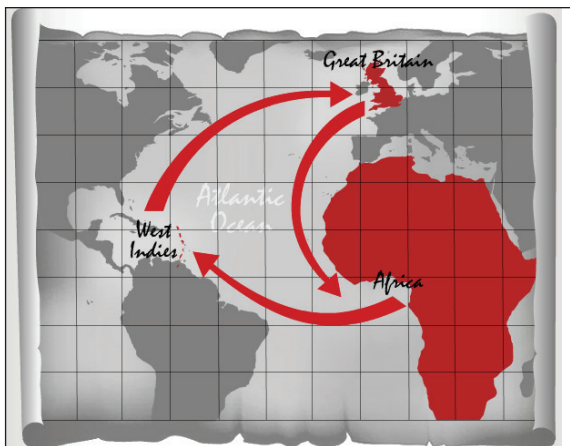 Great Britain
Atlantic
Ocean
West
Indies
Africa